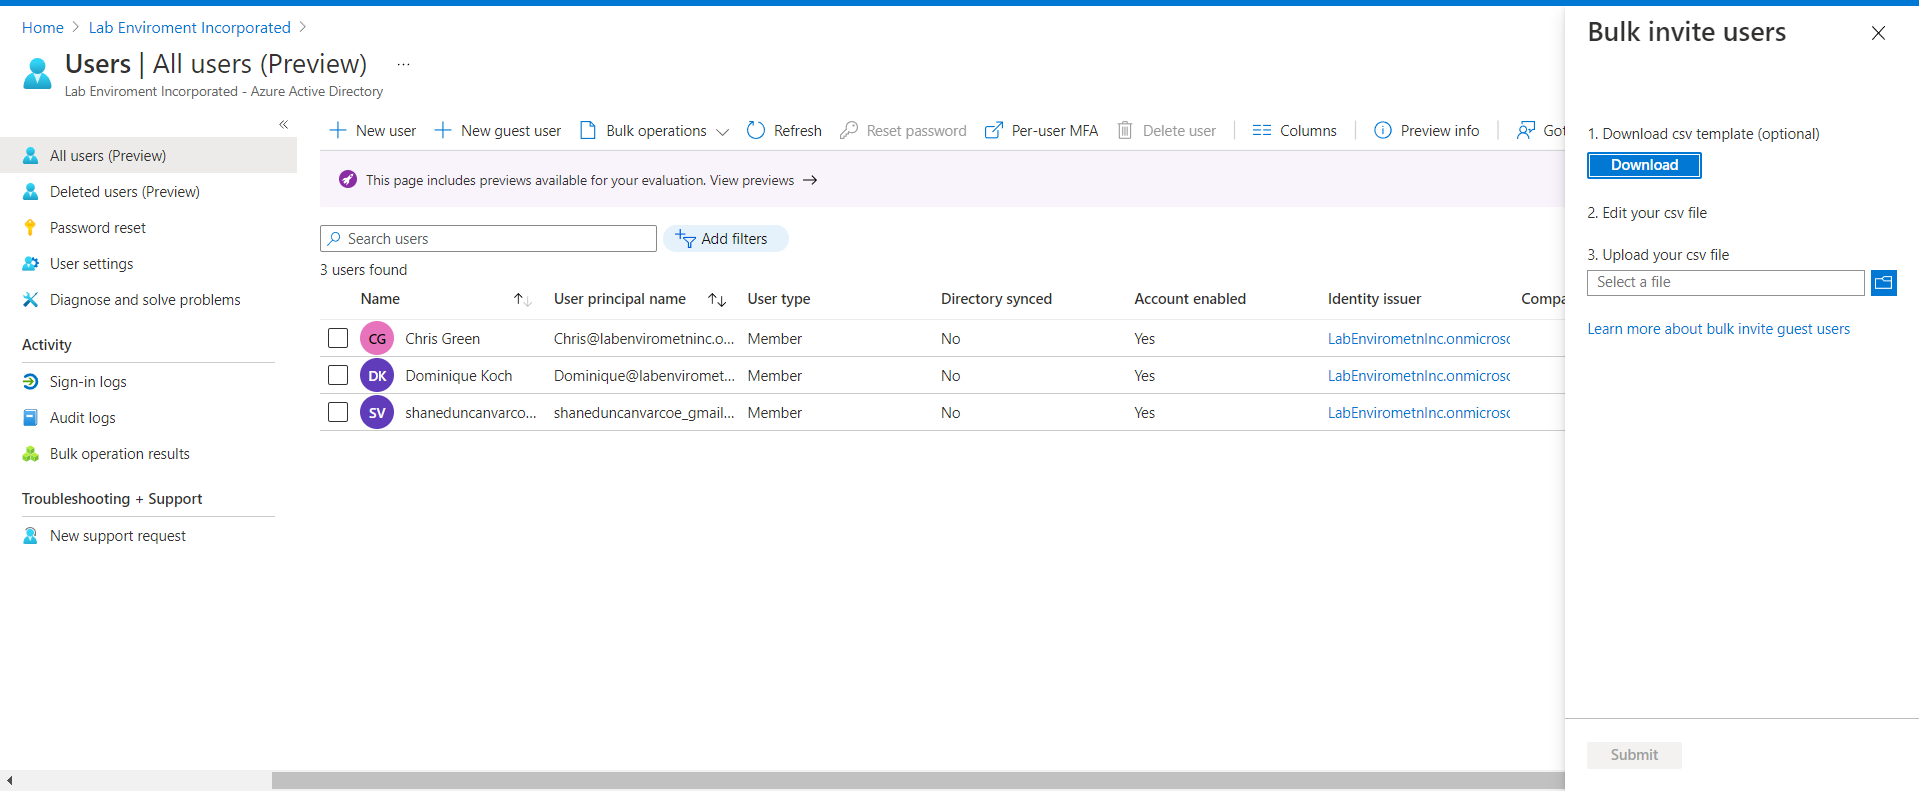 Home > Lab Enviroment Incorporated >
Users | All users (Preview) ...
Lab Enviroment Incorporated - Azure Active Directory
«
All users (Preview)
Deleted users (Preview)
Password reset
User settings
Diagnose and solve problems
Activity
Sign-in logs
Audit logs
Bulk operation results
Troubleshooting + Support
New support request
New user New guest user Bulk operations Refresh Reset password Per-user MFA Delete user Columns Preview info Got
This page includes previews available for your evaluation. View previews →
Search users Add filters
3 users found
Name User principal name User type Directory synced Account enabled Identity issuer Compa
CG Chris Green Chris@labenvirometninc.o... Member No Yes LabEnvirometnInc.onmicrosc
DK Dominique Koch Dominique@labenviromet... Member No Yes LabEnvirometnInc.onmicrosc
SV shaneduncanvarco... shaneduncanvarcoe_gmail... Member No Yes LabEnvirometnInc.onmicrosc
Bulk invite users
1. Download csv template (optional)
Download
2. Edit your csv file
3. Upload your csv file
Select a file
Learn more about bulk invite guest users
Submit